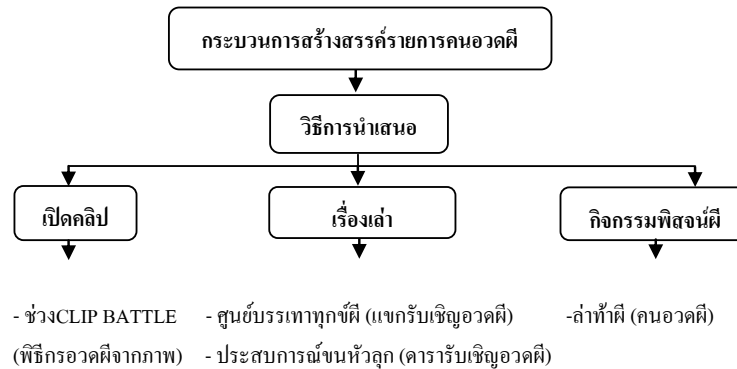 กระบวนการสร้างสรรค์รายการคนอวดผี
วิธีการนำเสนอ
เปิดคลิป
เรื่องเล่า
กิจกรรมพิสูจน์ผี
- ช่วงCLIP BATTLE
(พิธีกรอวดผีจากภาพ)
- ศูนย์บรรเทาทุกข์ผี (แขกรับเชิญอวดผี)
- ประสบการณ์ขนหัวลุก (ดารารับเชิญอวดผี)
-ล่าท้าผี (คนอวดผี)